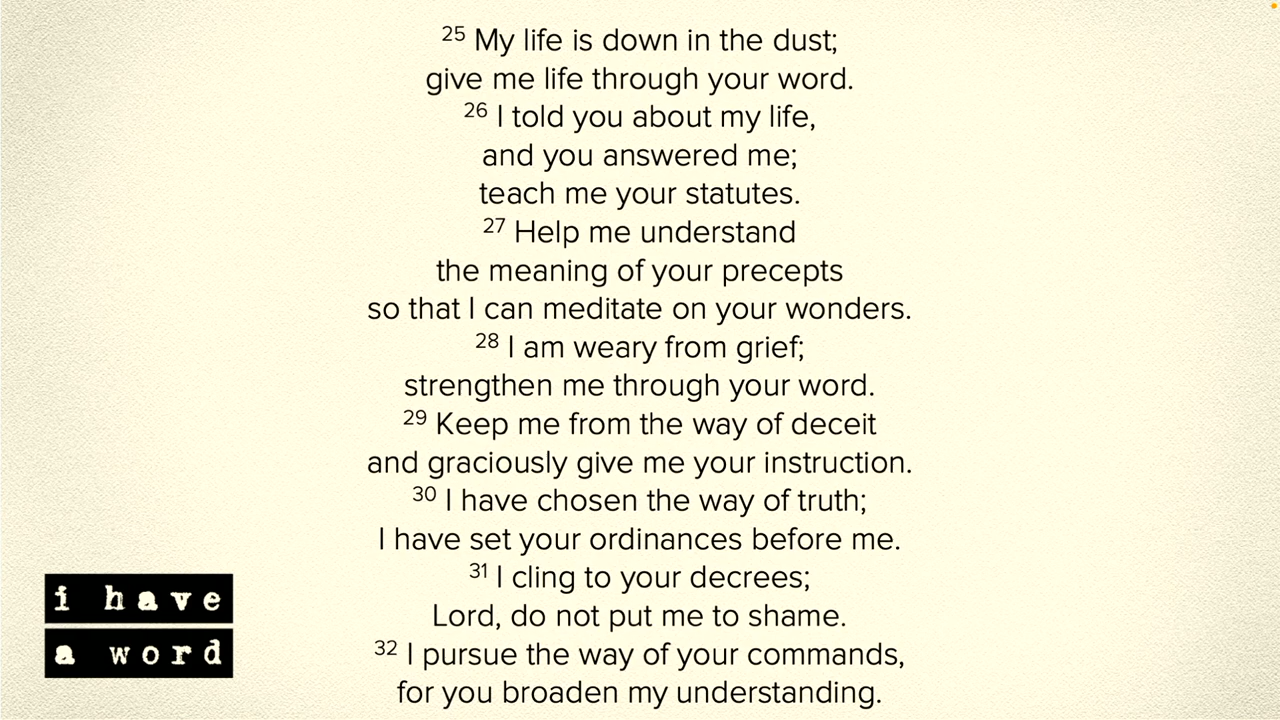 25 My life is down in the dust;
give me life through your word.
26 I told you about my life,
and you answered me;
teach me your statutes.
27 Help me understand
the meaning of your precepts
so that I can meditate on your wonders.
28 I am weary from grief;
strengthen me through your word.
29 Keep me from the way of deceit
and graciously give me your instruction.
30 I have chosen the way of truth;
I have set your ordinances before me.
31 I cling to your decrees;
Lord, do not put me to shame.
32 I pursue the way of your commands,
for you broaden my understanding.
i have
a word